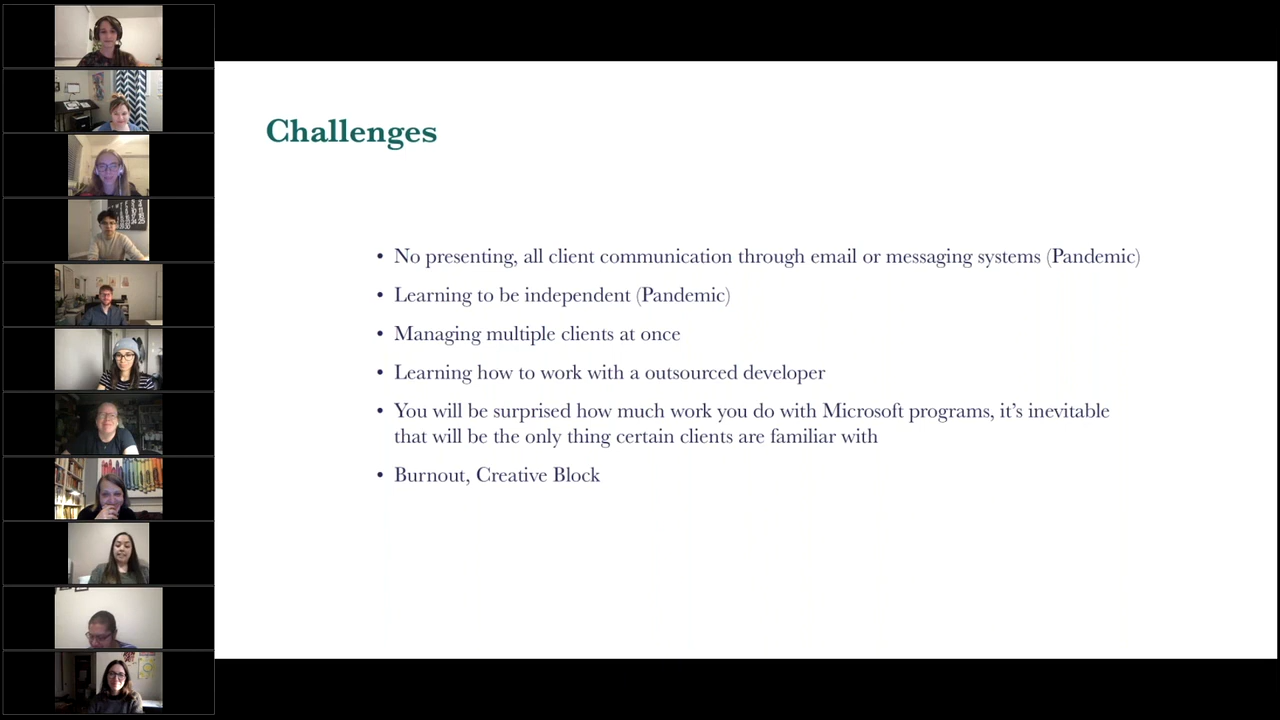 Challenges
• No presenting, all client communication through email or messaging systems (Pandemic)
• Learning to be independent (Pandemic)
• Managing multiple clients at once
• Learning how to work with a outsourced developer
• You will be surprised how much work you do with Microsoft programs, it’s inevitable
that will be the only thing certain clients are familiar with
• Burnout, Creative Block